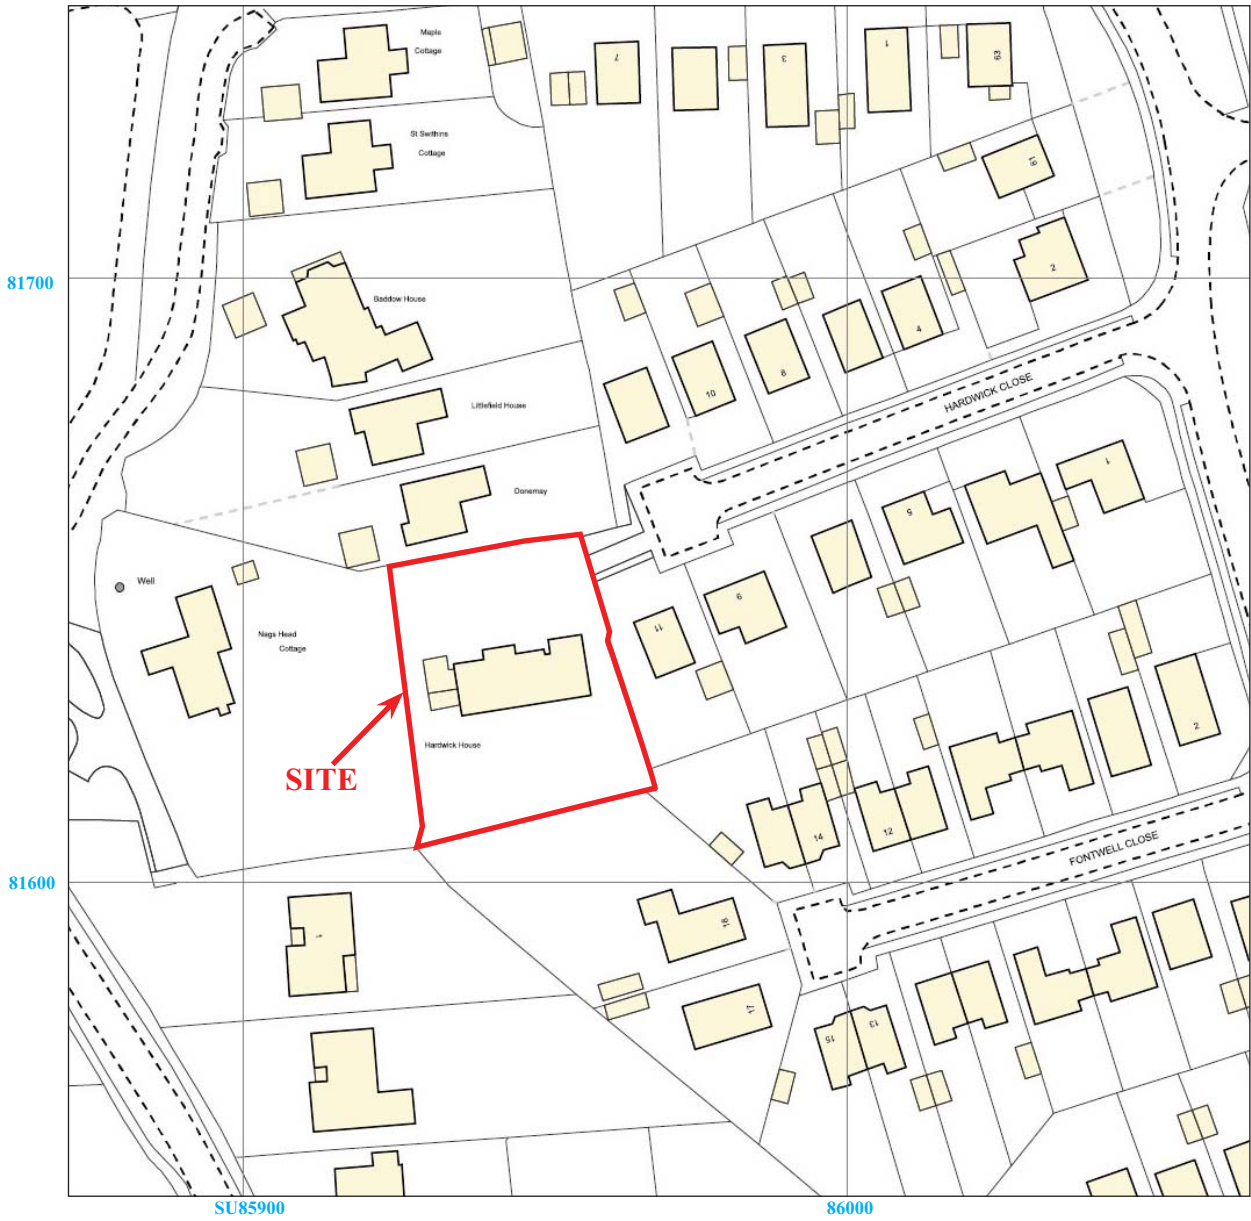 Maple
Cottage
7
3
1
63
St Swithins
Cottage
61
81700
2
Baddow House
4
8
10
HARDWICK CLOSE
Littlefield House
1
Donemay
5
Well
9
Nags Head
Cottage
11
2
Hardwick House
SITE
14
12
FONTWELL CLOSE
81600
1
18
17
15
13
SU85900
86000